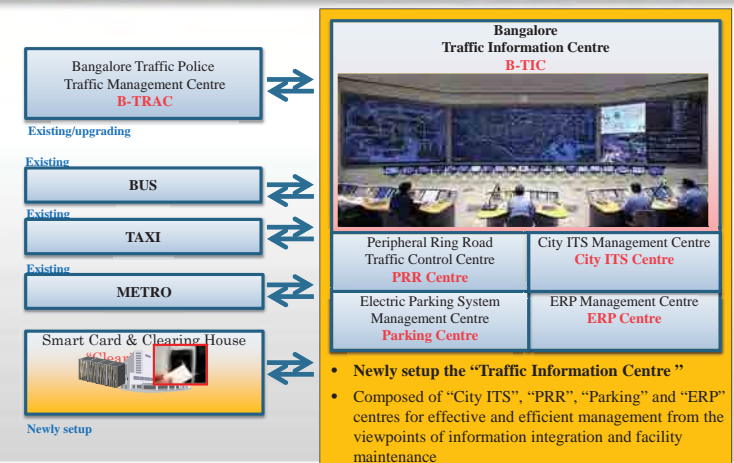 Bangalore Traffic Police
Traffic Management Centre
B-TRAC
Existing/upgrading
Existing
BUS
Existing
TAXI
Existing
METRO
Smart Card & Clearing House
Newly setup
Bangalore
Traffic Information Centre
B-TIC
Peripheral Ring Road
Traffic Control Centre
PRR Centre
City ITS Management Centre
City ITS Centre
Electric Parking System
Management Centre
Parking Centre
ERP Management Centre
ERP Centre
• Newly setup the “Traffic Information Centre ”
• Composed of “City ITS”, “PRR”, “Parking” and “ERP”
centres for effective and efficient management from the
viewpoints of information integration and facility
maintenance